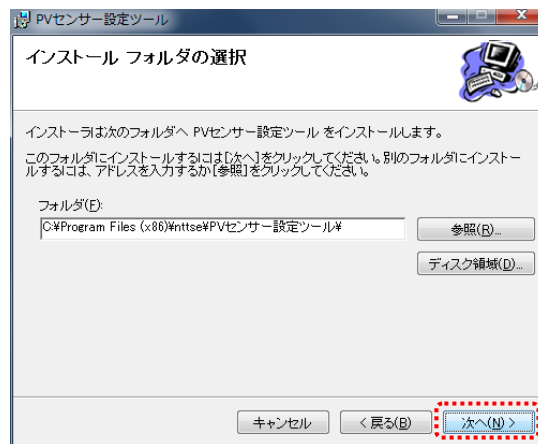 PVセンサー設定ツール
インストール フォルダの選択
インストーラは次のフォルダへ PVセンサー設定ツール をインストールします。
このフォルダにインストールするには[次へ]をクリックしてください。別のフォルダにインストー
ルするには、アドレスを入力するか[参照]をクリックしてください。
フォルダ(F):
C:¥Program Files (x86)¥nttse¥PVセンサー設定ツール¥
参照(R)...
ディスク領域(D)...
キャンセル
< 戻る(B)
次へ(N) >